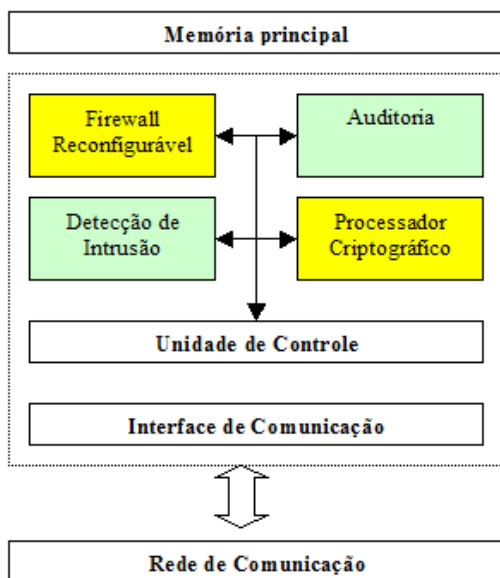 Memória principal
Firewall
Reconfigurável
Auditoria
Detecção de
Intrusão
Processador
Criptográfico
Unidade de Controle
Interface de Comunicação
Rede de Comunicação